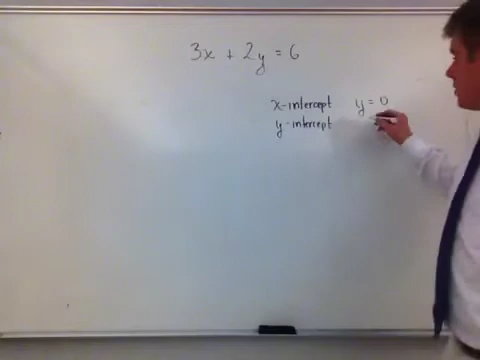 3x + 2y = 6
x-intercept y = 0
y-intercept